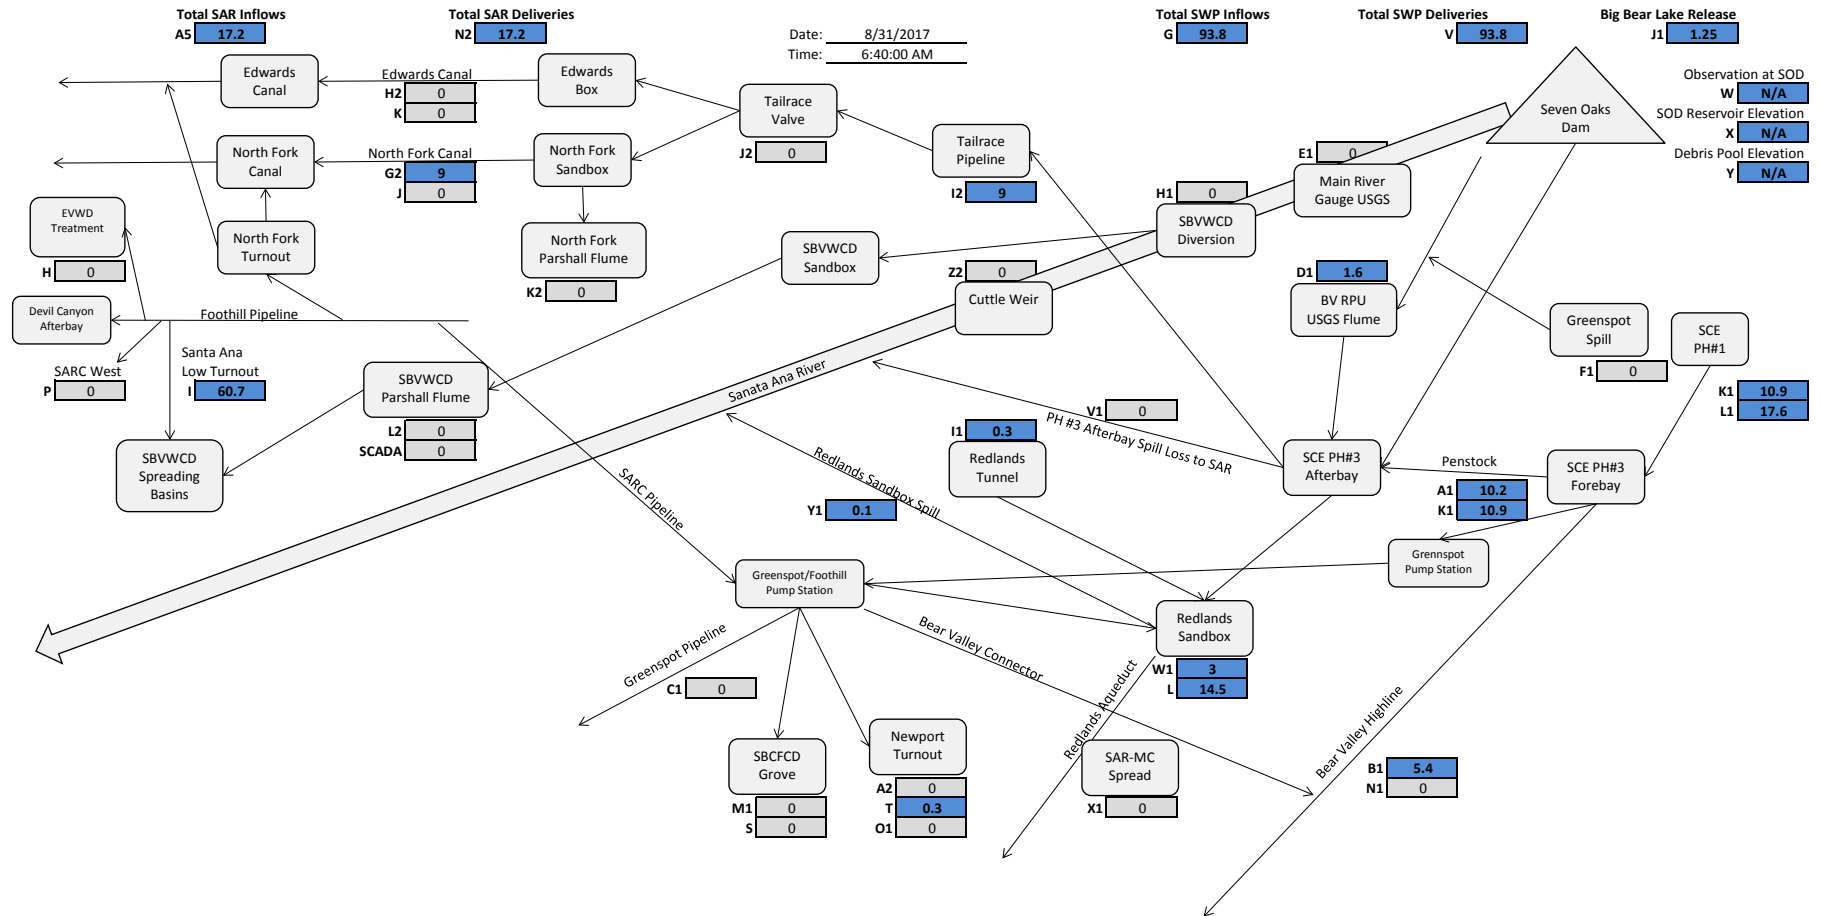 Total SAR Inflows
A5 17.2
Total SAR Deliveries
N2 17.2
Date: 8/31/2017
Time: 6:40:00 AM
Total SWP Inflows
G 93.8
Total SWP Deliveries
V 93.8
Big Bear Lake Release
J1 1.25
Observation at SOD
W N/A
SOD Reservoir Elevation
X N/A
Debris Pool Elevation
Y N/A
Seven Oaks
Dam
Edwards
Canal
Edwards Canal
H2 0
K 0
Edwards
Box
Tailrace
Valve
J2 0
Tailrace
Pipeline
I2 9
E1 0
Main River
Gauge USGS
H1 0
SBVWCD
Diversion
North Fork
Canal
North Fork Canal
G2 9
J 0
North Fork
Sandbox
EVWD
Treatment
H 0
North Fork
Turnout
North Fork
Parshall Flume
K2 0
SBVWCD
Sandbox
Z2 0
Cuttle Weir
D1 1.6
BV RPU
USGS Flume
Greenspot
Spill
F1 0
SCE
PH#1
K1 10.9
L1 17.6
Devil Canyon
Afterbay
Foothill Pipeline
SARC West
P 0
Santa Ana
Low Turnout
I 60.7
SBVWCD
Parshall Flume
L2 0
SCADA 0
SBVWCD
Spreading
Basins
Sanata Ana River
V1 0
PH #3 Afterbay Spill Loss to SAR
I1 0.3
Redlands
Tunnel
SCE PH#3
Afterbay
Penstock
A1 10.2
K1 10.9
SCE PH#3
Forebay
Redlands Sandbox Spill
Y1 0.1
SARC Pipeline
Grennspot
Pump Station
Greenspot/Foothill
Pump Station
Redlands
Sandbox
W1 3
L 14.5
Greenspot Pipeline
C1 0
Bear Valley Connector
Redlands Aqueduct
Bear Valley Highline
SBCFCD
Grove
M1 0
S 0
Newport
Turnout
A2 0
T 0.3
O1 0
SAR-MC
Spread
X1 0
B1 5.4
N1 0